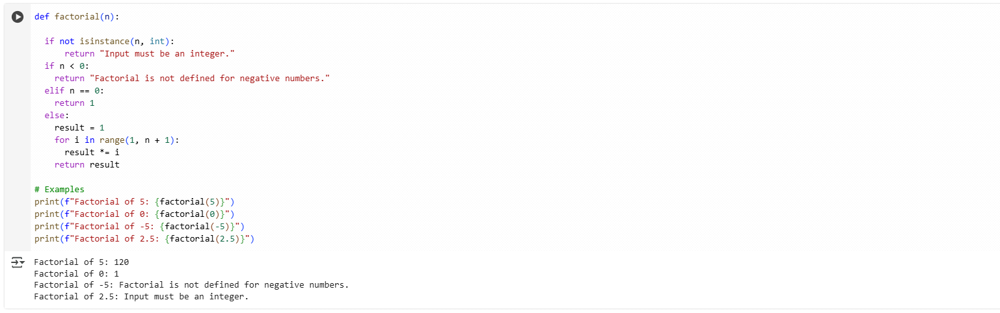 def factorial(n):
  if not isinstance(n, int):
      return "Input must be an integer."
  if n < 0:
    return "Factorial is not defined for negative numbers."
  elif n == 0:
    return 1
  else:
    result = 1
    for i in range(1, n + 1):
      result *= i
    return result
# Examples
print(f"Factorial of 5: {factorial(5)}")
print(f"Factorial of 0: {factorial(0)}")
print(f"Factorial of -5: {factorial(-5)}")
print(f"Factorial of 2.5: {factorial(2.5)}")
Factorial of 5: 120
Factorial of 0: 1
Factorial of -5: Factorial is not defined for negative numbers.
Factorial of 2.5: Input must be an integer.